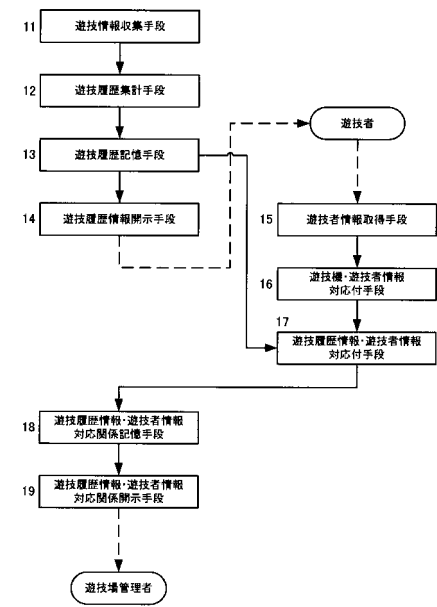 11 遊技情報収集手段
12 遊技履歴集計手段
13 遊技履歴記憶手段
14 遊技履歴情報開示手段
遊技者
15 遊技者情報取得手段
16 遊技機・遊技者情報
対応付手段
17
遊技履歴情報・遊技者情報
対応付手段
18 遊技履歴情報・遊技者情報
対応関係記憶手段
19 遊技履歴情報・遊技者情報
対応関係開示手段
遊技場管理者